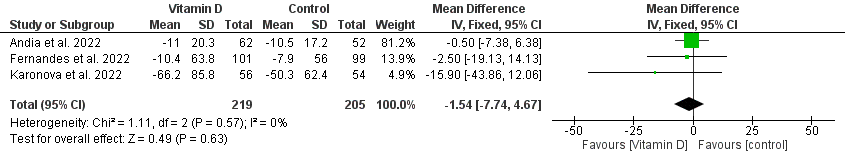 Vitamin D Control Mean Difference Mean Difference
Study or Subgroup Mean SD Total Mean SD Total Weight IV, Fixed, 95% CI IV, Fixed, 95% CI
Andia et al. 2022 -11 20.3 62 -10.5 17.2 52 81.2% -0.50 [-7.38, 6.38]
Fernandes et al. 2022 -10.4 63.8 101 -7.9 56 99 13.9% -2.50 [-19.13, 14.13]
Karonova et al. 2022 -66.2 85.8 56 -50.3 62.4 54 4.9% -15.90 [-43.86, 12.06]
Total (95% CI) 219 205 100.0% -1.54 [-7.74, 4.67]
Heterogeneity: Chi² = 1.11, df = 2 (P = 0.57); I² = 0%
Test for overall effect: Z = 0.49 (P = 0.63)
-50 -25 0 25 50
Favours [Vitamin D] Favours [control]